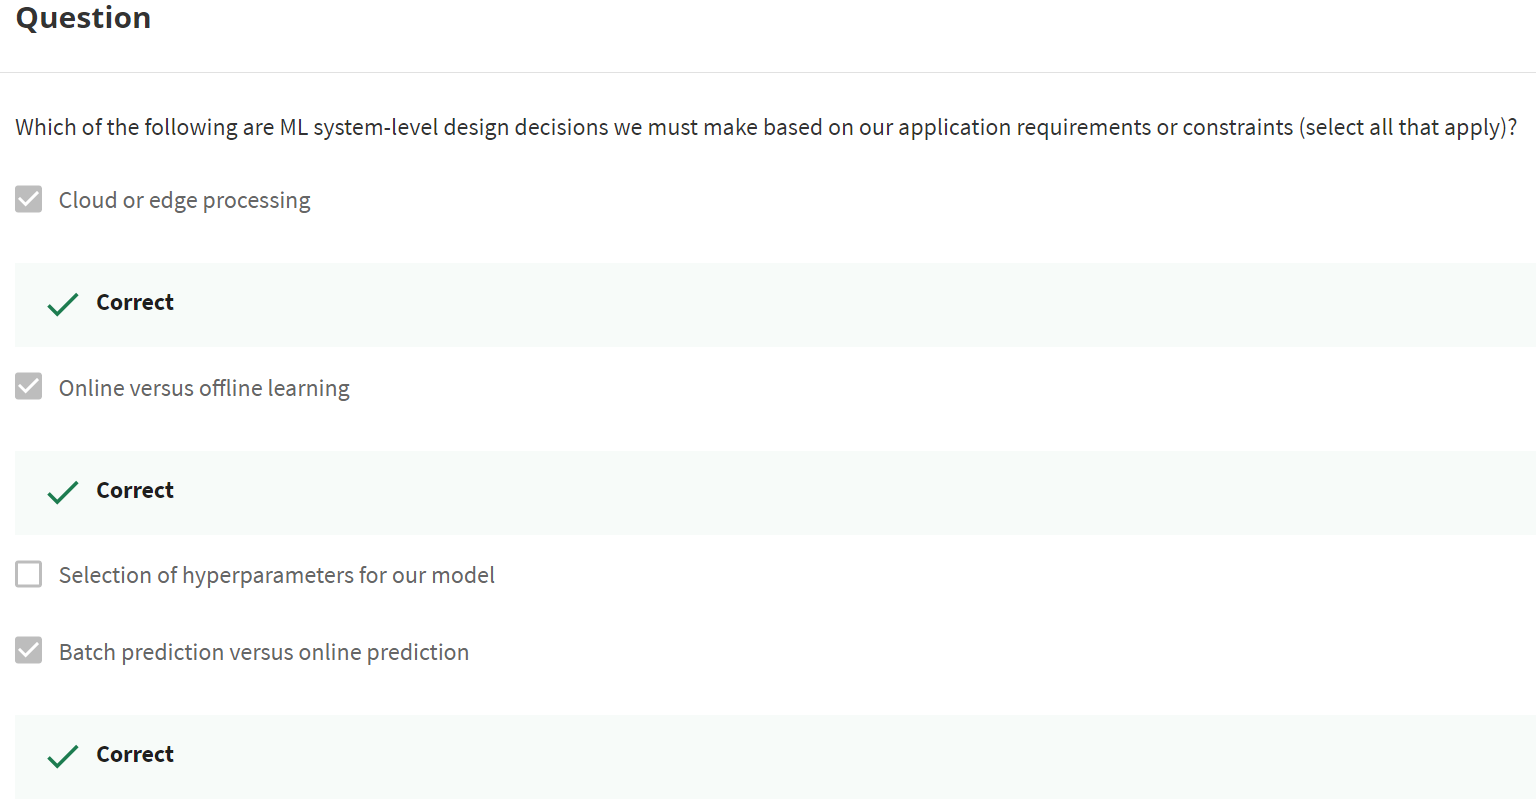 Question
Which of the following are ML system-level design decisions we must make based on our application requirements or constraints (select all that apply)?
Cloud or edge processing
Correct
Online versus offline learning
Correct
Selection of hyperparameters for our model
Batch prediction versus online prediction
Correct